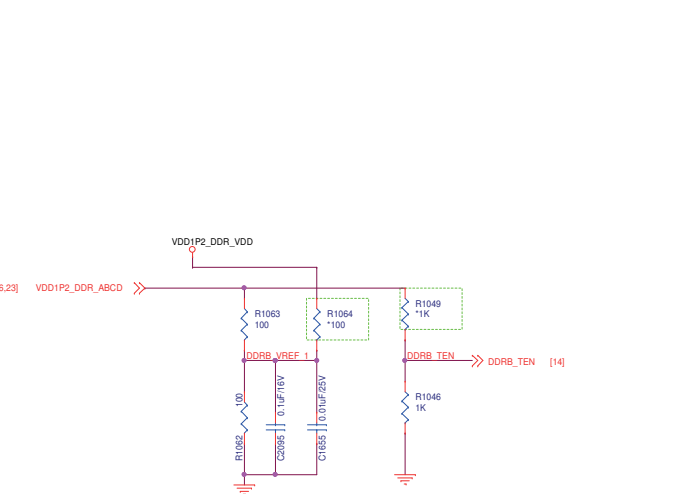 VDD1P2_DDR_VDD
6,23] VDD1P2_DDR_ABCD
R1063
100
R1064
*100
R1049
*1K
DDRB_VREF_1
DDRB_TEN
DDRB_TEN [14]
R1062 100
C2095 0.1uF/16V
C1655 0.01uF/25V
R1046
1K